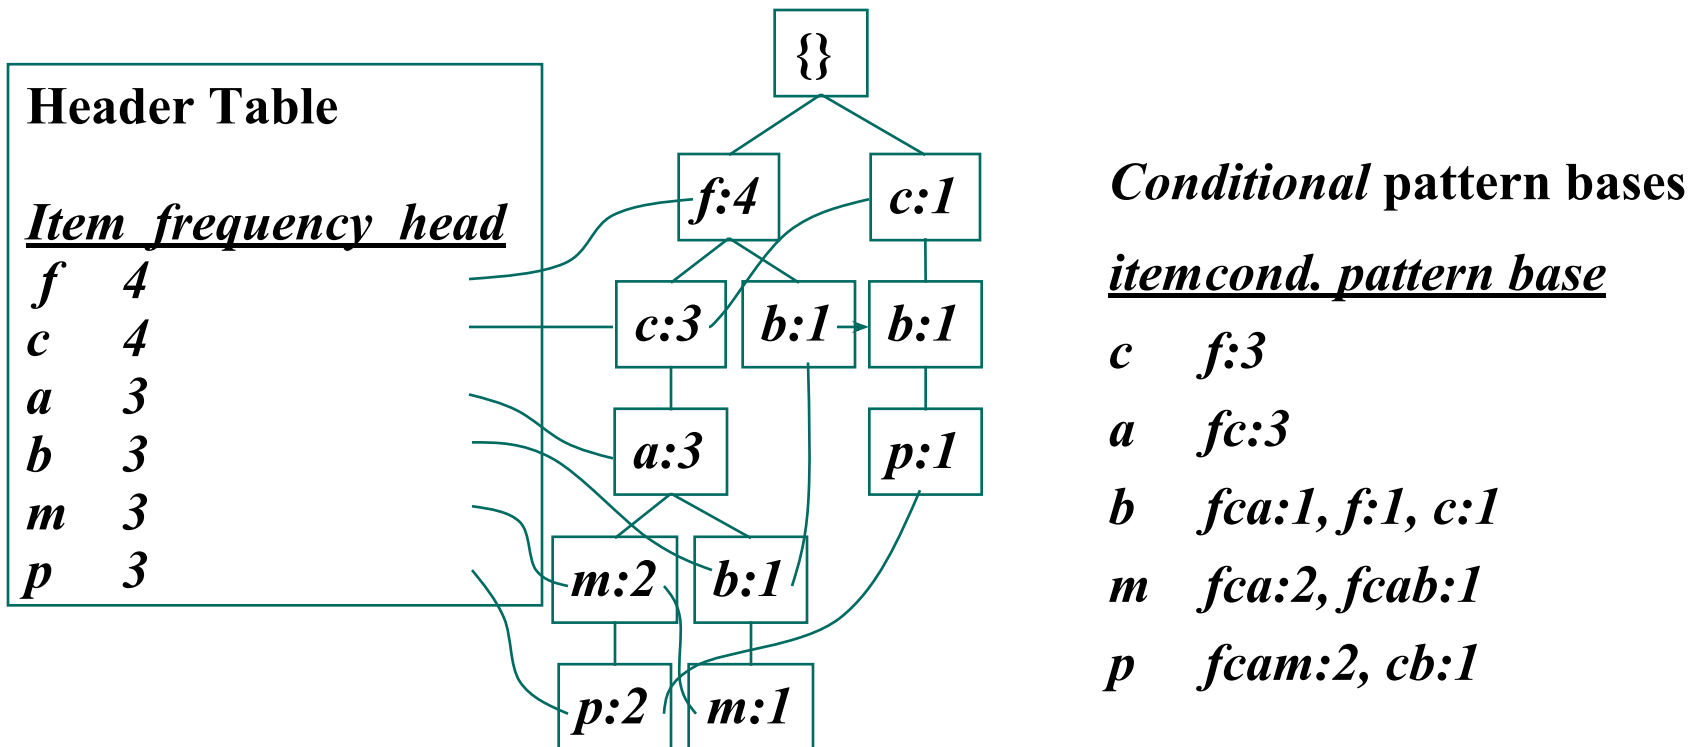 Header Table
Item frequency head
f 4
c 4
a 3
b 3
m 3
p 3
{}
f:4 c:1
c:3 b:1 b:1
a:3 p:1
m:2 b:1
p:2 m:1
Conditional pattern bases
itemcond. pattern base
c f:3
a fc:3
b fca:1, f:1, c:1
m fca:2, fcab:1
p fcam:2, cb:1